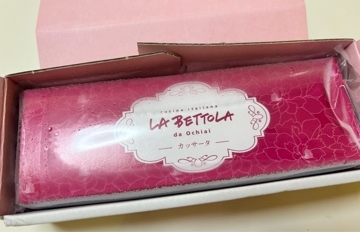 Cucina Italiana
LA BETTOLA
da Ochiai
カッサータ